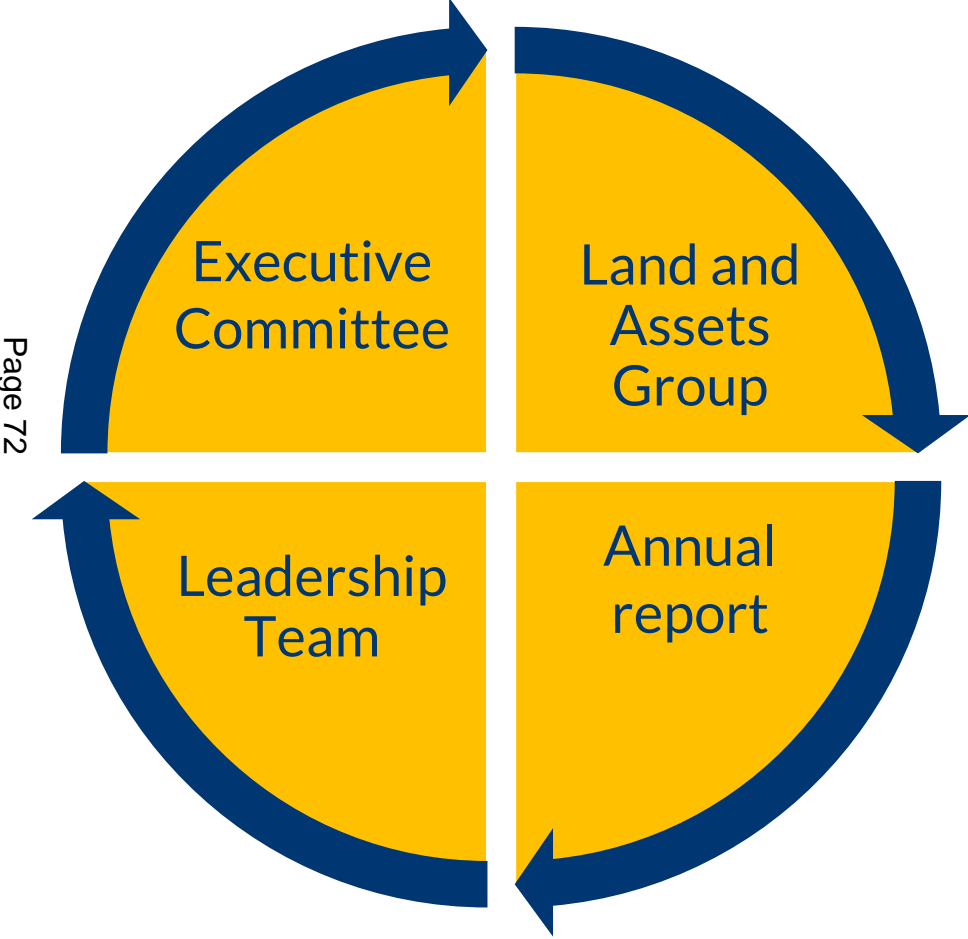 Executive
Committee
Land and
Assets
Group
Leadership
Team
Annual
report
Page 72